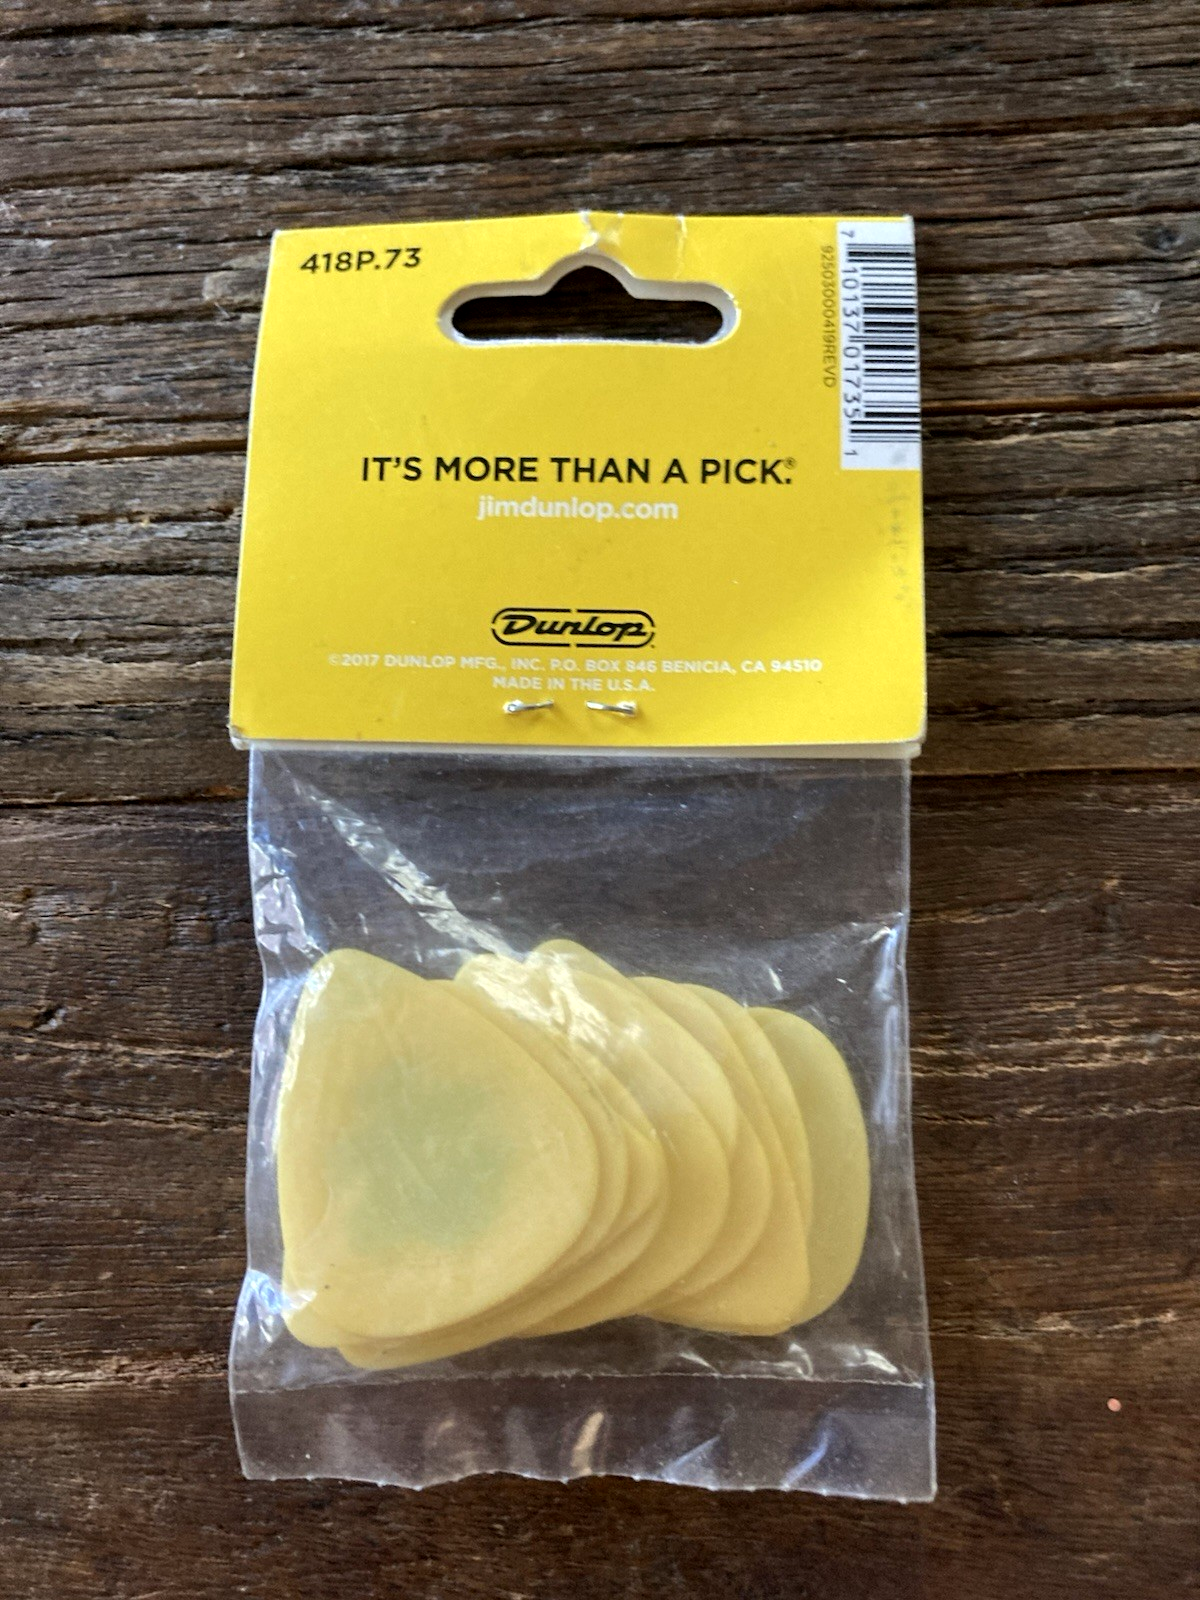 418P.73
7 10137 01735 1
92503000419REVD
IT'S MORE THAN A PICK.®
jimdunlop.com
Dunlop
©2017 DUNLOP MFG., INC. P.O. BOX 846 BENICIA, CA 94510
MADE IN THE U.S.A.